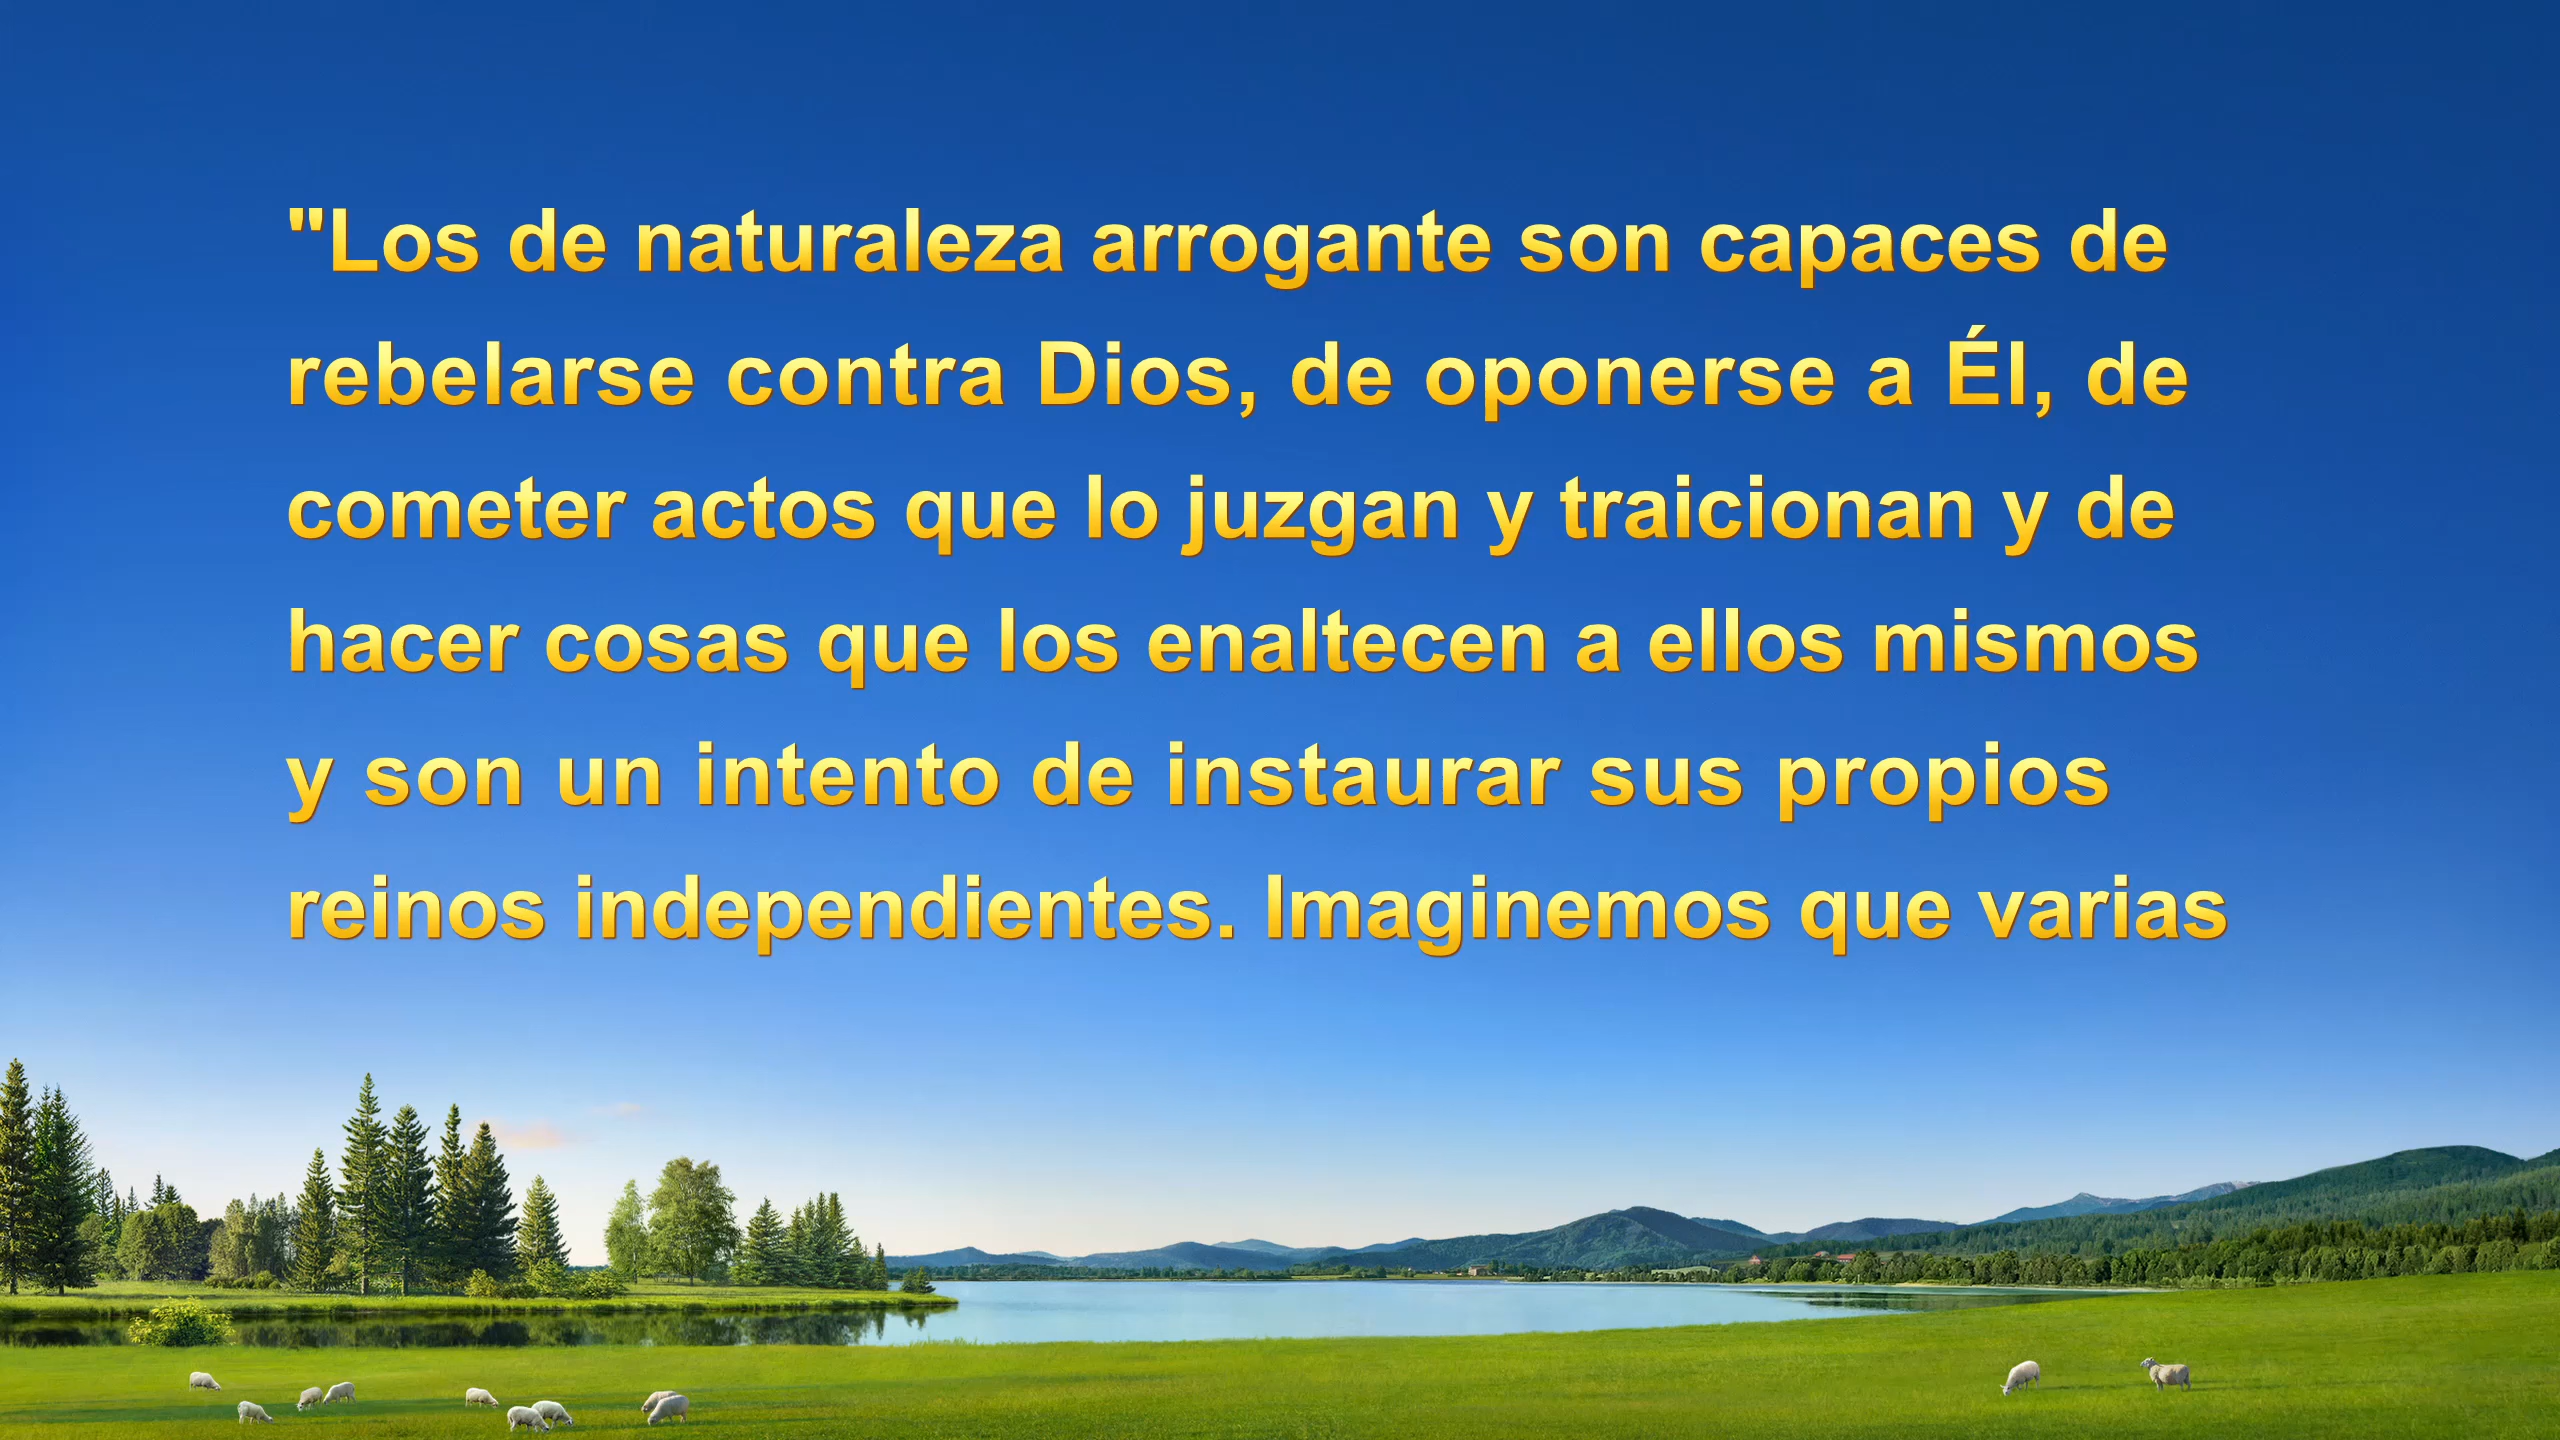 "Los de naturaleza arrogante son capaces de
rebelarse contra Dios, de oponerse a Él, de
cometer actos que lo juzgan y traicionan y de
hacer cosas que los enaltecen a ellos mismos
y son un intento de instaurar sus propios
reinos independientes. Imaginemos que varias